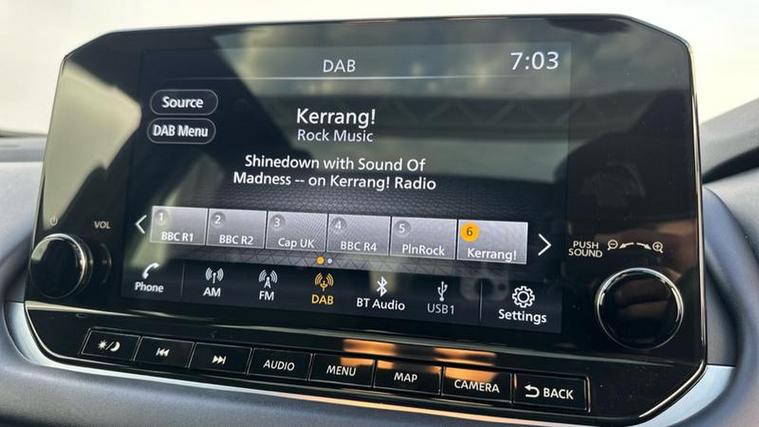 DAB
7:03
Source
DAB Menu
Kerrang!
Rock Music
Shinedown with Sound Of
Madness -- on Kerrang! Radio
VOL
PUSH
SOUND
1
BBC R1
2
BBC R2
3
Cap UK
4
BBC R4
5
PlnRock
6
Kerrang!
Phone
AM
FM
DAB
BT Audio
USB1
Settings
AUDIO
MENU
MAP
CAMERA
BACK